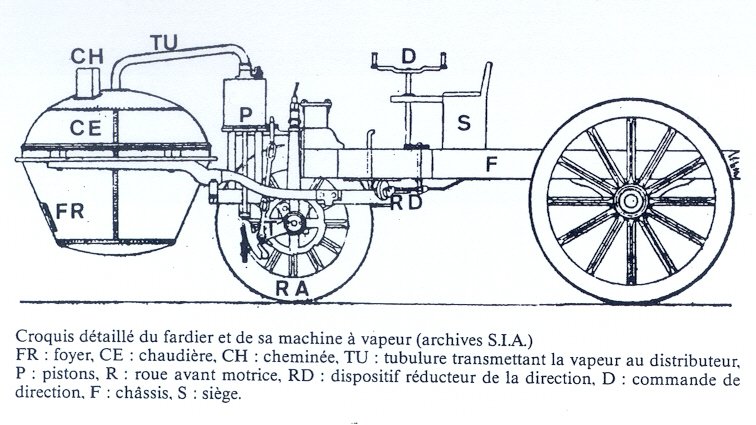 TU
CH
D
CE
P
S
F
FR
RD
RA
Croquis détaillé du fardier et de sa machine à vapeur (archives S.I.A.)
FR : foyer, CE : chaudière, CH : cheminée, TU : tubulure transmettant la vapeur au distributeur,
P : pistons, R : roue avant motrice, RD : dispositif réducteur de la direction, D : commande de
direction, F : châssis, S : siège.